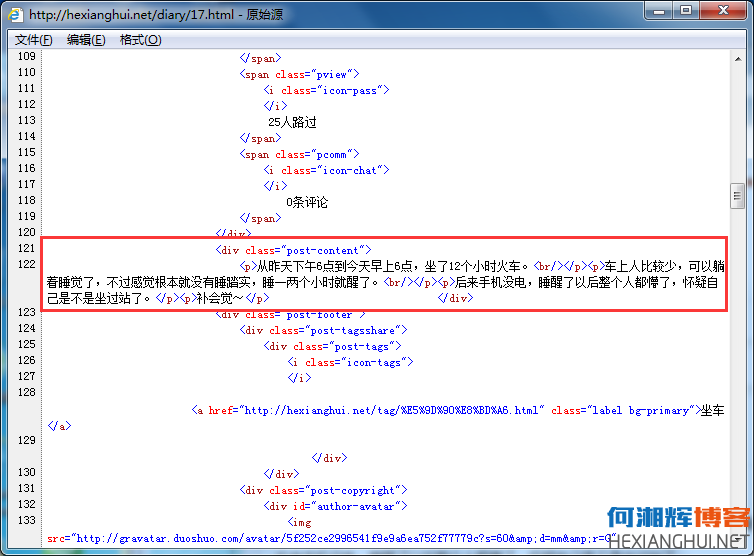 http://hexianghui.net/diary/17.html - 原始源
文件(F) 编辑(E) 格式(O)
109 </span>
110 <span class="pview">
111 <i class="icon-pass">
112 </i>
113 25人路过
114 </span>
115 <span class="pcomm">
116 <i class="icon-chat">
117 </i>
118 0条评论
119 </span>
120 </div>
121 <div class="post-content">
122 <p>从昨天下午6点到今天早上6点，坐了12个小时火车。<br/></p><p>车上人比较少，可以躺
着睡觉了，不过感觉根本就没有睡踏实，睡一两个小时就醒了。<br/></p><p>后来手机没电，睡醒了以后整个人都懵了，怀疑自
己是不是坐过站了。</p><p>补会觉～</p> </div>
123 <div class="post-footer">
124 <div class="post-tagsshare">
125 <div class="post-tags">
126 <i class="icon-tags">
127 </i>
128
<a href="http://hexianghui.net/tag/%E5%9D%90%E8%BD%A6.html" class="label bg-primary">坐车
</a>
129
</div>
130 </div>
131 <div class="post-copyright">
132 <div id="author-avatar">
133 <img
src="http://gravatar.duoshuo.com/avatar/5f252ce2996541f9e9a6ea752f77779c?s=60&amp;d=mm&amp;r=G"
何湘辉博客
HEXIANGHUI.NET